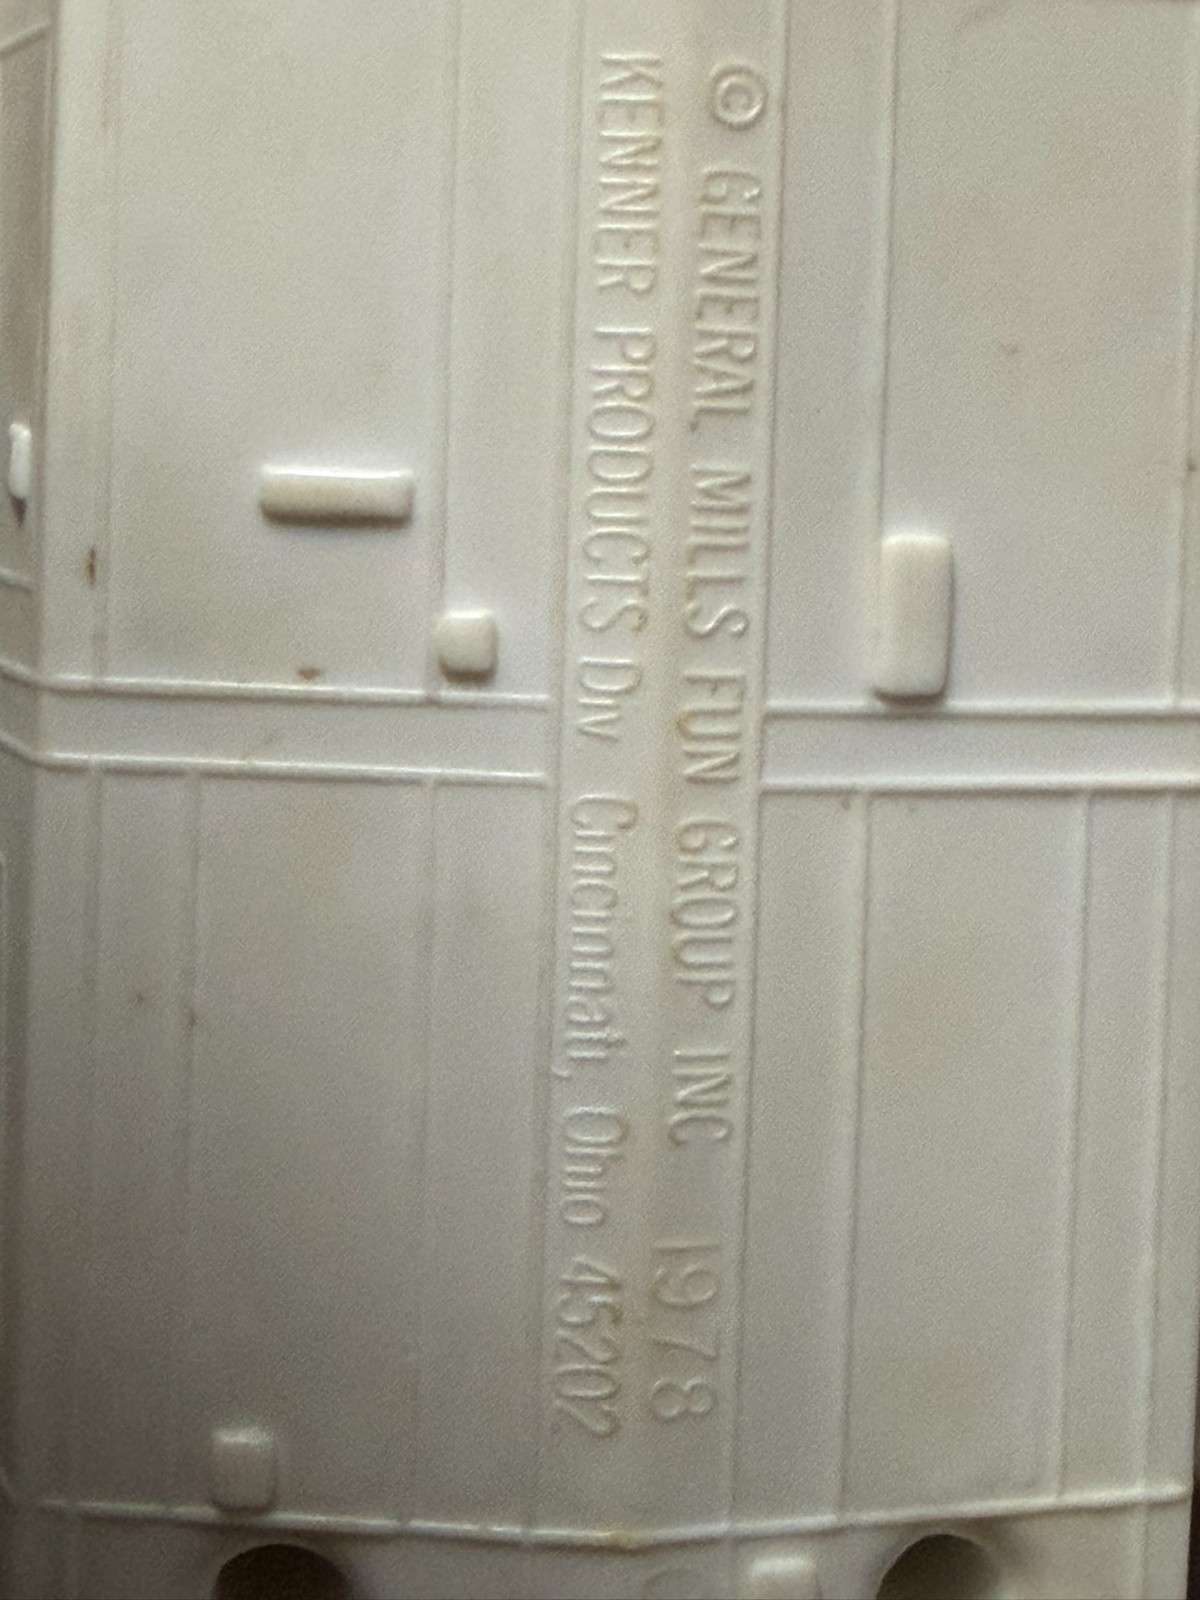 © GENERAL MILLS FUN GROUP INC 1978
KENNER PRODUCTS Div Cincinnati, Ohio 45202